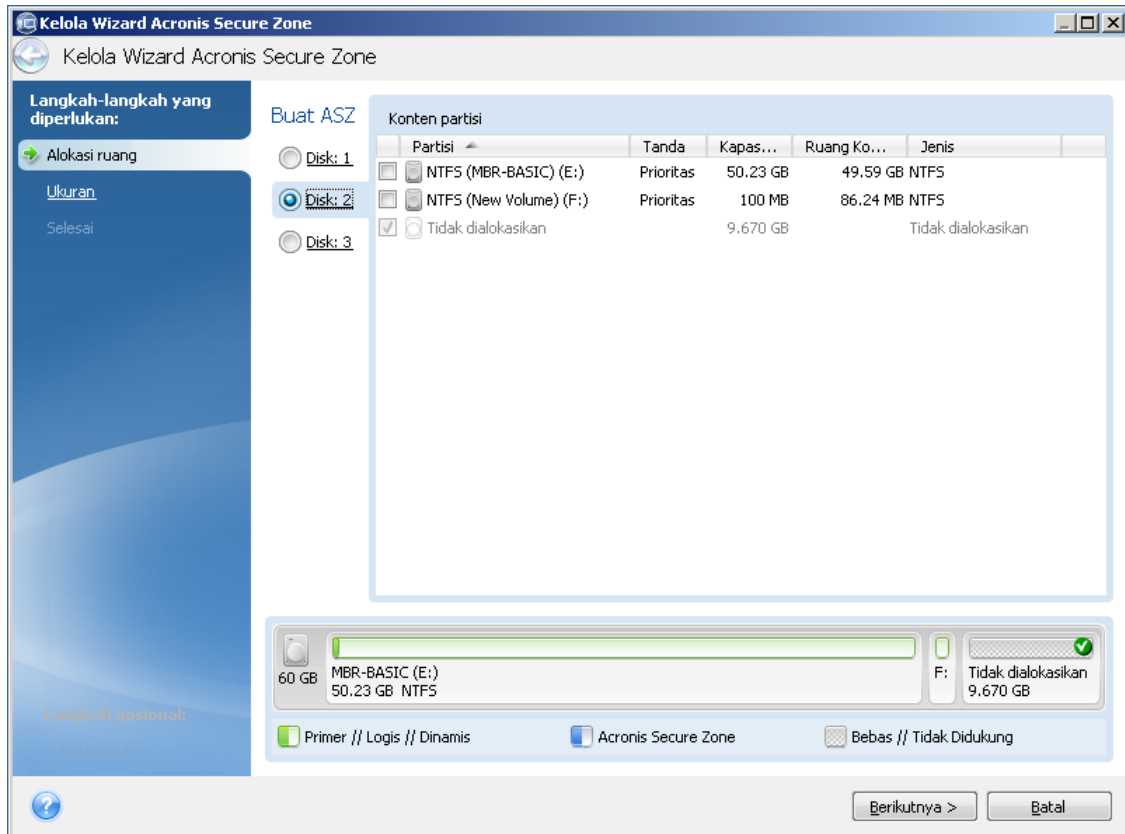 Kelola Wizard Acronis Secure Zone
Kelola Wizard Acronis Secure Zone
Langkah-langkah yang
diperlukan:
Alokasi ruang
Ukuran
Selesai
Langkah opsional:
Buat ASZ
Disk: 1
Disk: 2
Disk: 3
Konten partisi
Partisi Tanda Kapas... Ruang Ko... Jenis
NTFS (MBR-BASIC) (E:) Prioritas 50.23 GB 49.59 GB NTFS
NTFS (New Volume) (F:) Prioritas 100 MB 86.24 MB NTFS
Tidak dialokasikan 9.670 GB Tidak dialokasikan
60 GB
MBR-BASIC (E:)
50.23 GB NTFS
F:
Tidak dialokasikan
9.670 GB
Primer // Logis // Dinamis
Acronis Secure Zone
Bebas // Tidak Didukung
Berikutnya >
Batal